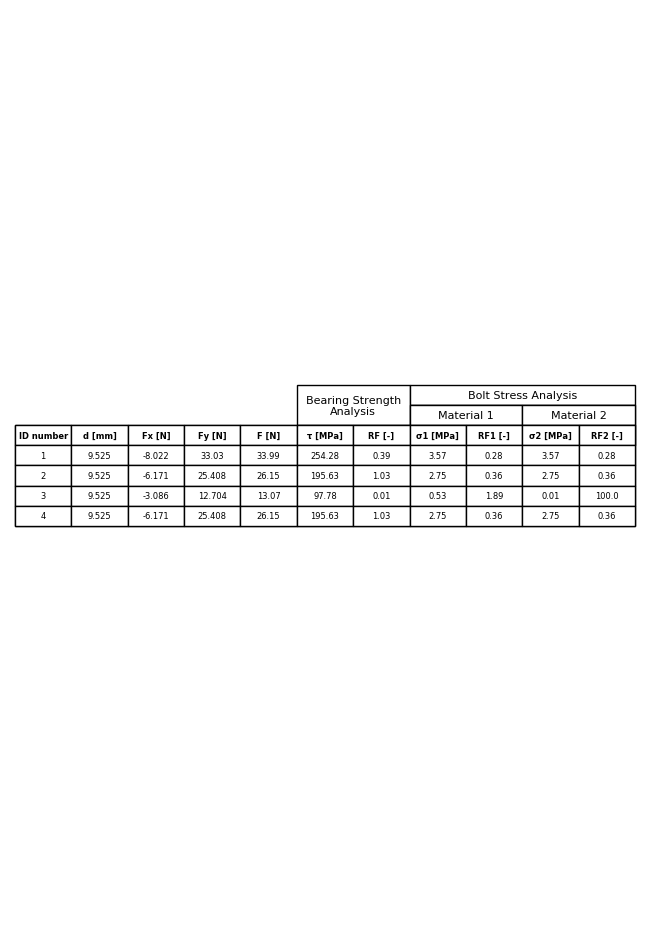 Bearing Strength
Analysis
Bolt Stress Analysis
Material 1 Material 2
ID number d [mm] Fx [N] Fy [N] F [N] τ [MPa] RF [-] σ1 [MPa] RF1 [-] σ2 [MPa] RF2 [-]
1 9.525 -8.022 33.03 33.99 254.28 0.39 3.57 0.28 3.57 0.28
2 9.525 -6.171 25.408 26.15 195.63 1.03 2.75 0.36 2.75 0.36
3 9.525 -3.086 12.704 13.07 97.78 0.01 0.53 1.89 0.01 100.0
4 9.525 -6.171 25.408 26.15 195.63 1.03 2.75 0.36 2.75 0.36